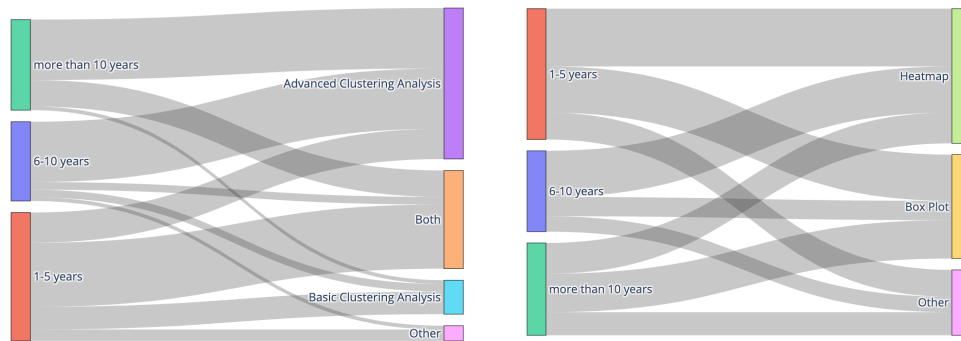 more than 10 years
Advanced Clustering Analysis
6-10 years
Both
1-5 years
Basic Clustering Analysis
Other
1-5 years
Heatmap
6-10 years
Box Plot
more than 10 years
Other